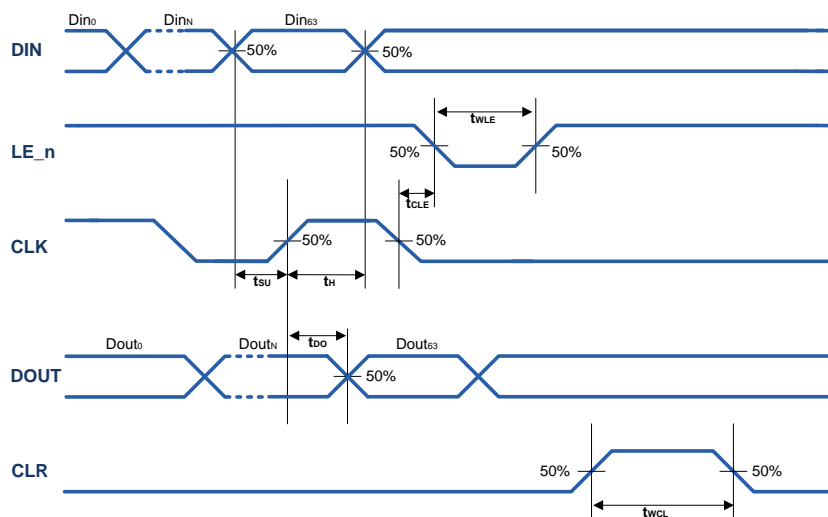 Din0 DinN Din63
DIN 50% 50%
tWLE
LE_n 50% 50%
tCLE
CLK 50% 50%
tSU tH
Dout0 DoutN tDO Dout63
DOUT 50%
CLR 50% 50%
tWCL